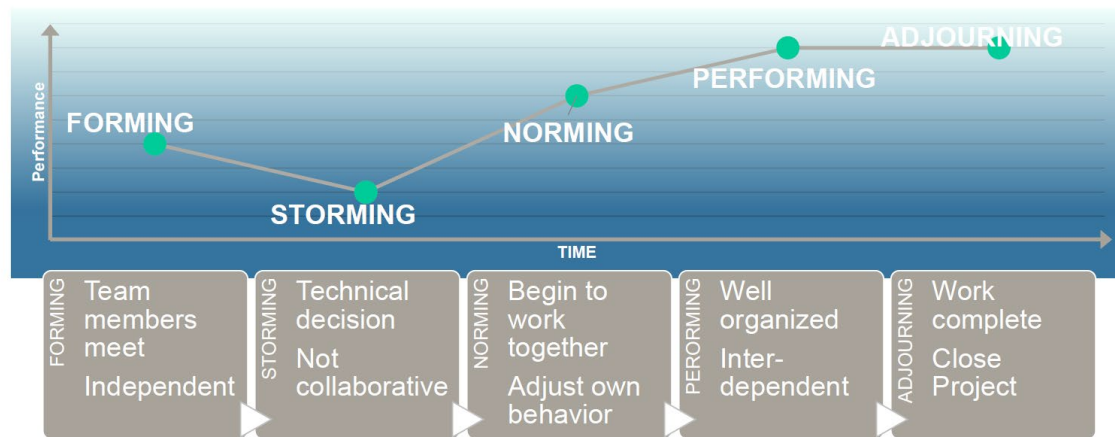 ADJOURNING
PERFORMING
FORMING
NORMING
STORMING
Performance
TIME
FORMING
Team
members
meet
Independent
STORMING
Technical
decision
Not
collaborative
NORMING
Begin to
work
together
Adjust own
behavior
PERORMING
Well
organized
Inter-
dependent
ADJOURNING
Work
complete
Close
Project